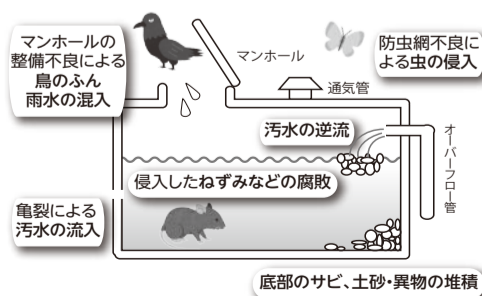 マンホールの
整備不良による
鳥のふん
雨水の混入
マンホール
通気管
防虫網不良に
よる虫の侵入
汚水の逆流
オーバーフロー管
侵入したねずみなどの腐敗
亀裂による
汚水の流入
底部のサビ、土砂・異物の堆積